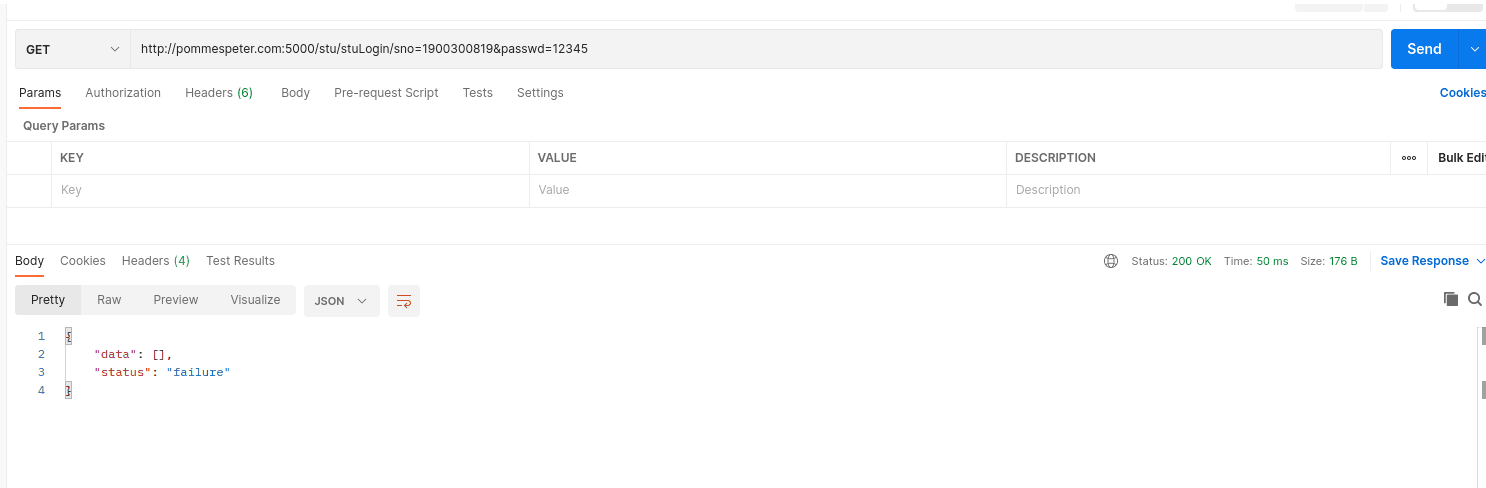 GET http://pommespeter.com:5000/stu/stuLogin/sno=1900300819&passwd=12345 Send
Params Authorization Headers (6) Body Pre-request Script Tests Settings Cookies
Query Params
KEY VALUE DESCRIPTION ooo Bulk Edit
Key Value Description
Body Cookies Headers (4) Test Results Status: 200 OK Time: 50 ms Size: 176 B Save Response
Pretty Raw Preview Visualize JSON
1 {
2 "data": [],
3 "status": "failure"
4 }